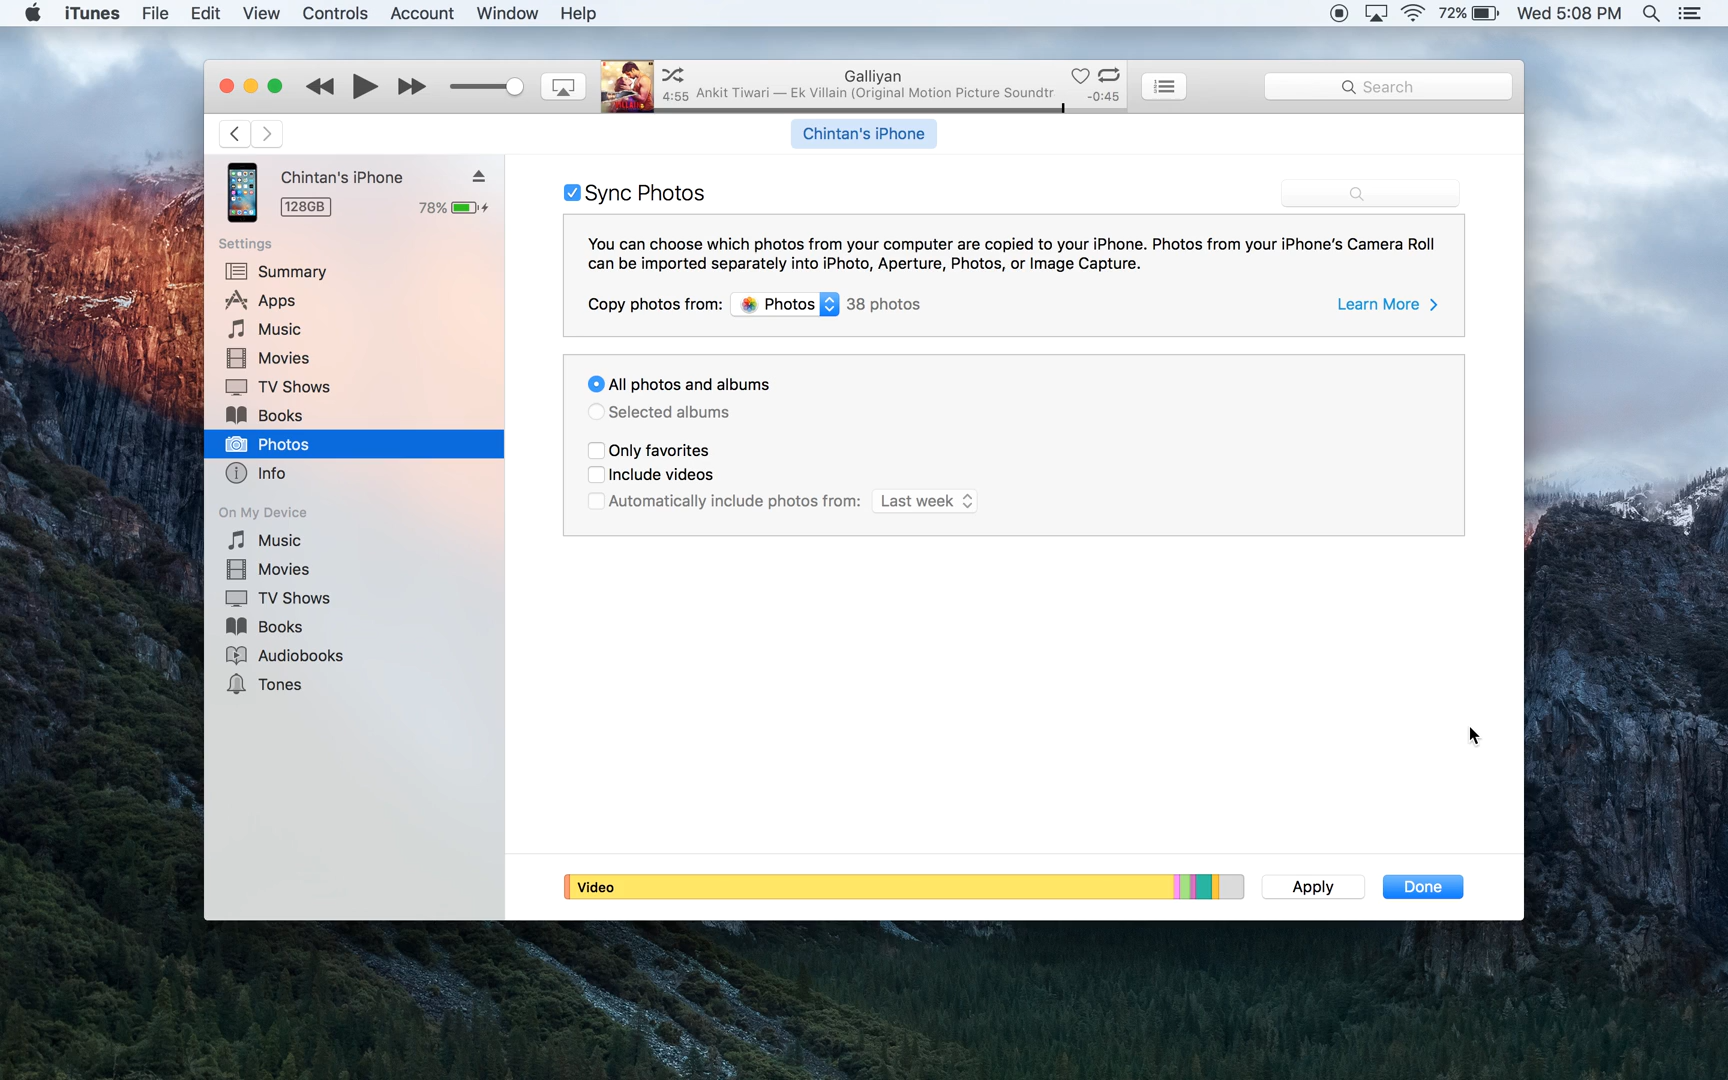 iTunes File Edit View Controls Account Window Help 72% Wed 5:08 PM
Galliyan
4:55 Ankit Tiwari — Ek Villain (Original Motion Picture Soundtr -0:45
Search
Chintan's iPhone
Chintan's iPhone
128GB 78%
Settings
Summary
Apps
Music
Movies
TV Shows
Books
Photos
Info
On My Device
Music
Movies
TV Shows
Books
Audiobooks
Tones
Sync Photos
You can choose which photos from your computer are copied to your iPhone. Photos from your iPhone's Camera Roll
can be imported separately into iPhoto, Aperture, Photos, or Image Capture.
Copy photos from: Photos 38 photos Learn More
All photos and albums
Selected albums
Only favorites
Include videos
Automatically include photos from: Last week
Video Apply Done